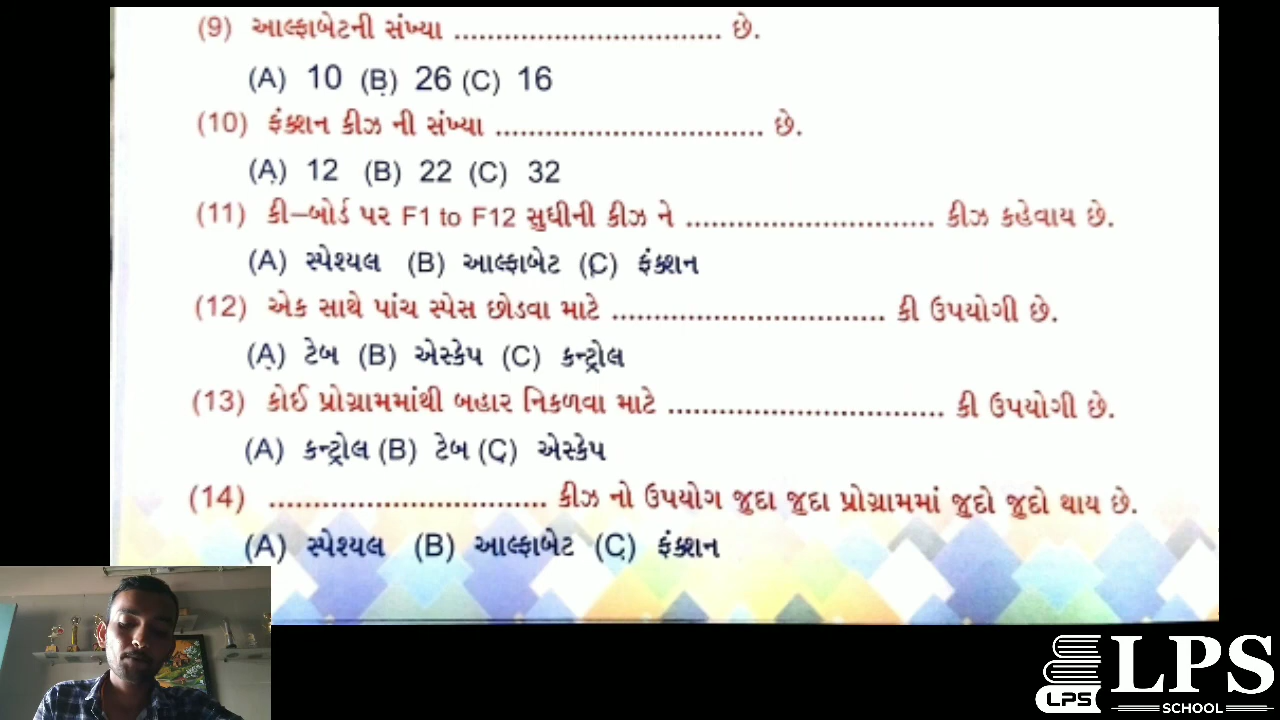 (9) આલ્ફાબેટની સંખ્યા ................................ છે.
(A) 10 (B) 26 (C) 16
(10) ફંક્શન કીઝ ની સંખ્યા ................................ છે.
(A) 12 (B) 22 (C) 32
(11) કી–બોર્ડ પર F1 to F12 સુધીની કીઝ ને .............................. કીઝ કહેવાય છે.
(A) સ્પેશ્યલ (B) આલ્ફાબેટ (C) ફંક્શન
(12) એક સાથે પાંચ સ્પેસ છોડવા માટે ................................. કી ઉપયોગી છે.
(A) ટેબ (B) એસ્કેપ (C) કન્ટ્રોલ
(13) કોઈ પ્રોગ્રામમાંથી બહાર નિકળવા માટે ................................. કી ઉપયોગી છે.
(A) કન્ટ્રોલ (B) ટેબ (C) એસ્કેપ
(14) ................................. કીઝ નો ઉપયોગ જુદા જુદા પ્રોગ્રામમાં જુદો જુદો થાય છે.
(A) સ્પેશ્યલ (B) આલ્ફાબેટ (C) ફંક્શન
LPS
LPS
SCHOOL